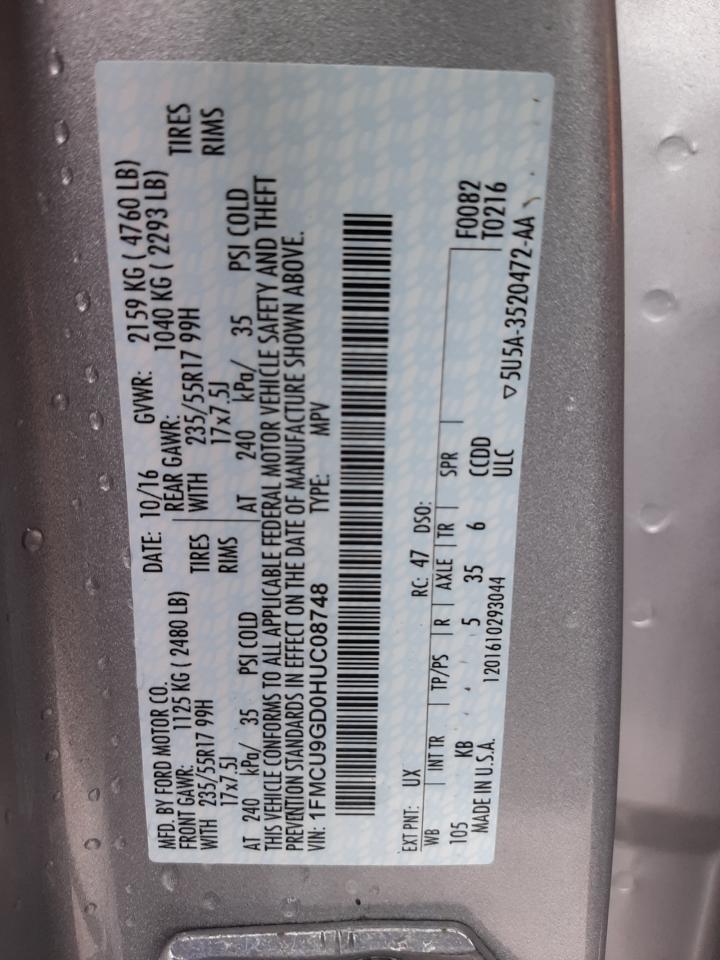 MFD. BY FORD MOTOR CO. DATE: 10/16 GVWR: 2159 KG ( 4760 LB)
FRONT GAWR: 1125 KG ( 2480 LB) REAR GAWR: 1040 KG ( 2293 LB)
WITH 235/55R17 99H TIRES WITH 235/55R17 99H TIRES
17x7.5J RIMS 17x7.5J RIMS
AT 240 kPa/ 35 PSI COLD AT 240 kPa/ 35 PSI COLD
THIS VEHICLE CONFORMS TO ALL APPLICABLE FEDERAL MOTOR VEHICLE SAFETY AND THEFT
PREVENTION STANDARDS IN EFFECT ON THE DATE OF MANUFACTURE SHOWN ABOVE.
VIN: 1FMCU9GD0HUC08748 TYPE: MPV
EXT PNT: UX RC: 47 DSO:
WB INT TR TP/PS R AXLE TR SPR F0082
105 KB 5 35 6 CCDD T0216
MADE IN U.S.A. 1201610293044 ULC
▽5U5A-3520472-AA